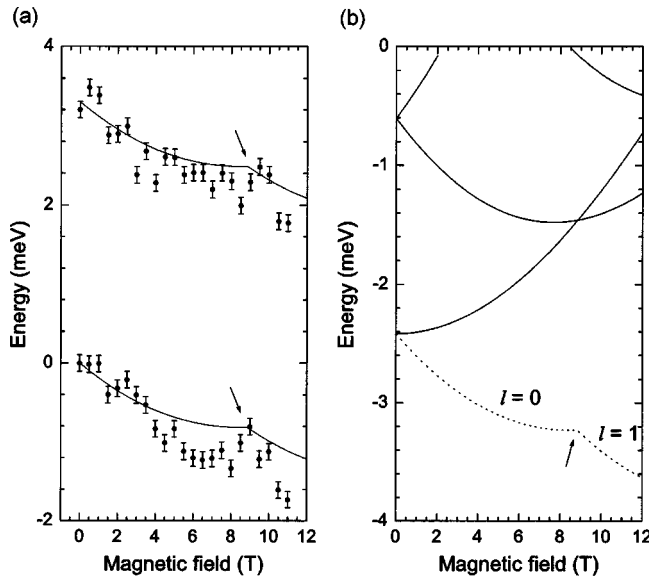 (a)
4
2
0
-2
Energy (meV)
0 2 4 6 8 10 12
Magnetic field (T)
(b)
0
-1
-2
-3
-4
Energy (meV)
l = 0
l = 1
0 2 4 6 8 10 12
Magnetic field (T)